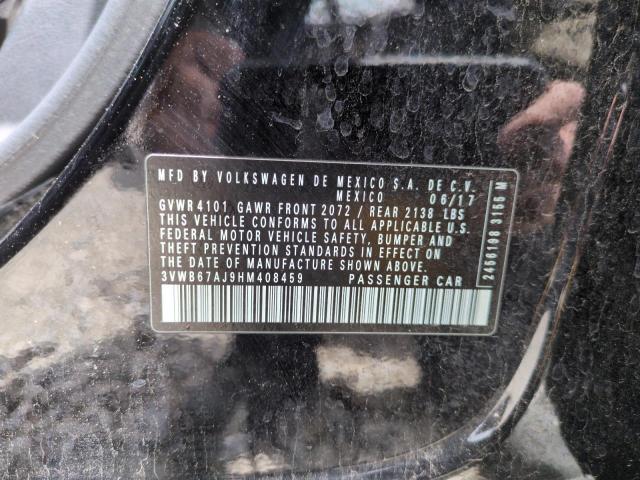 MFD BY VOLKSWAGEN DE MEXICO S.A. DE C.V.
MEXICO 06/17
GVWR 4101 GAWR FRONT 2072 / REAR 2138 LBS
THIS VEHICLE CONFORMS TO ALL APPLICABLE U.S.
FEDERAL MOTOR VEHICLE SAFETY, BUMPER AND
THEFT PREVENTION STANDARDS IN EFFECT ON
THE DATE OF MANUFACTURE SHOWN ABOVE.
3VWB67AJ9HM408459 PASSENGER CAR
2456198 3155 M